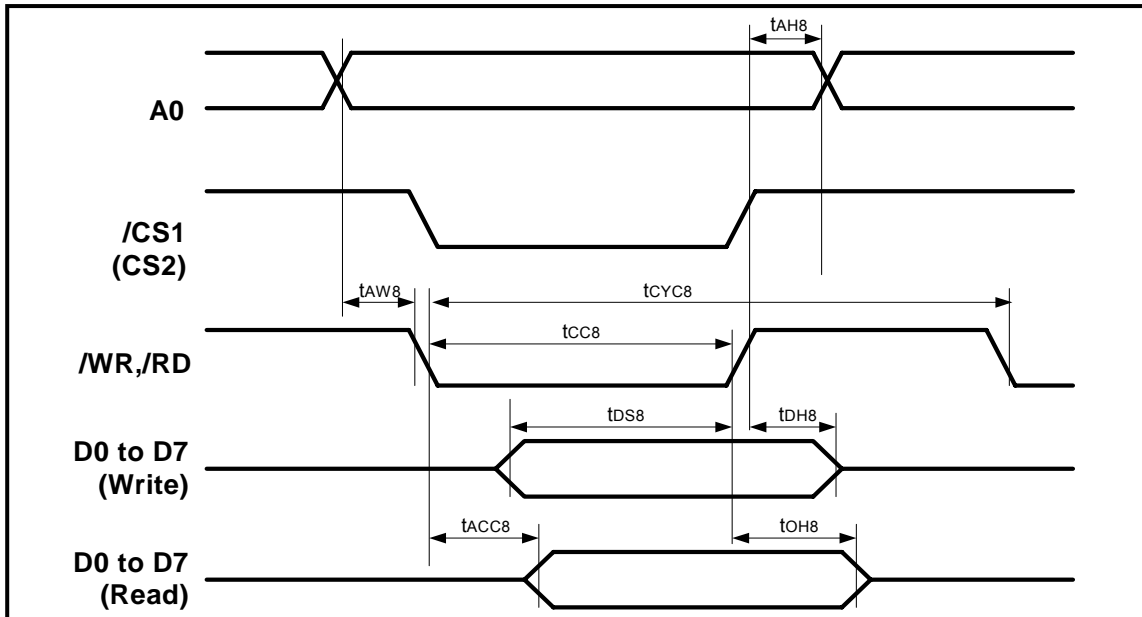 tAH8
A0
/CS1
(CS2)
tAW8
tCYC8
tCC8
/WR,/RD
tDS8
tDH8
D0 to D7
(Write)
tACC8
tOH8
D0 to D7
(Read)